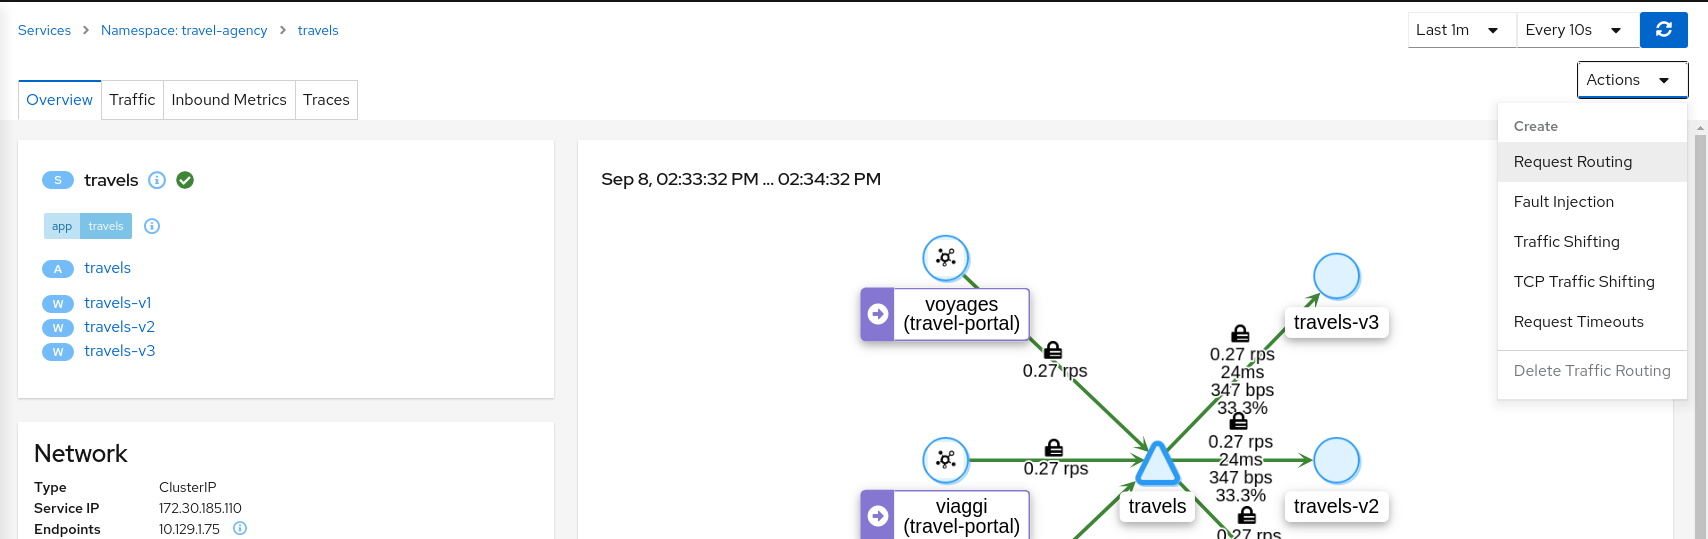 Services > Namespace: travel-agency > travels
Last 1m
Every 10s
Actions
Overview
Traffic
Inbound Metrics
Traces
Create
Request Routing
Fault Injection
Traffic Shifting
TCP Traffic Shifting
Request Timeouts
Delete Traffic Routing
S travels
app travels
A travels
W travels-v1
W travels-v2
W travels-v3
Network
Type ClusterIP
Service IP 172.30.185.110
Endpoints 10.129.1.75
Sep 8, 02:33:32 PM ... 02:34:32 PM
voyages
(travel-portal)
0.27 rps
travels-v3
0.27 rps
24ms
347 bps
33.3%
viaggi
(travel-portal)
0.27 rps
travels
0.27 rps
24ms
347 bps
33.3%
travels-v2
0.27 rps